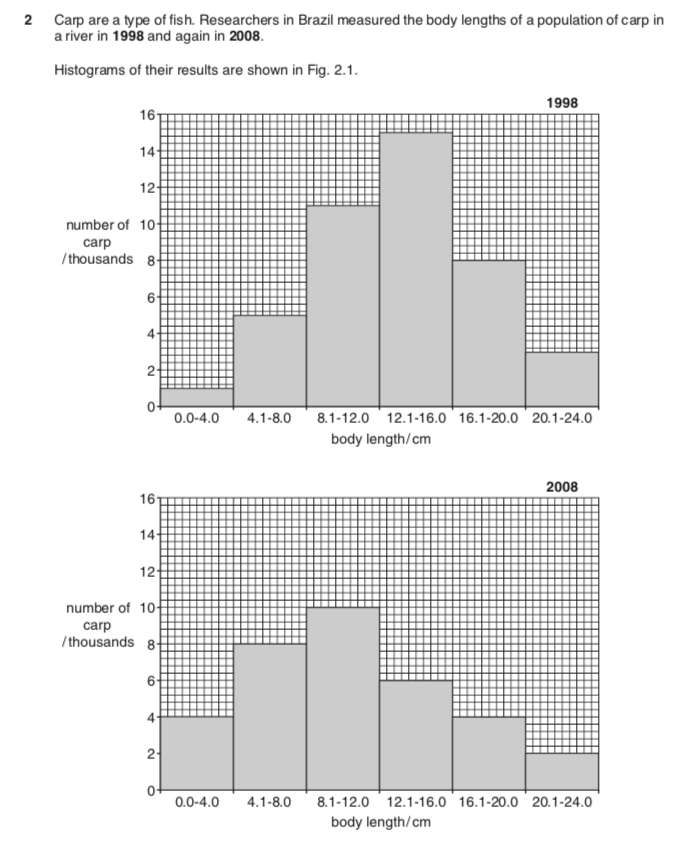 2 Carp are a type of fish. Researchers in Brazil measured the body lengths of a population of carp in
a river in 1998 and again in 2008.
Histograms of their results are shown in Fig. 2.1.
1998
16
14
12
number of 10
carp
/thousands 8
6
4
2
0
0.0-4.0 4.1-8.0 8.1-12.0 12.1-16.0 16.1-20.0 20.1-24.0
body length/cm
2008
16
14
12
number of 10
carp
/thousands 8
6
4
2
0
0.0-4.0 4.1-8.0 8.1-12.0 12.1-16.0 16.1-20.0 20.1-24.0
body length/cm